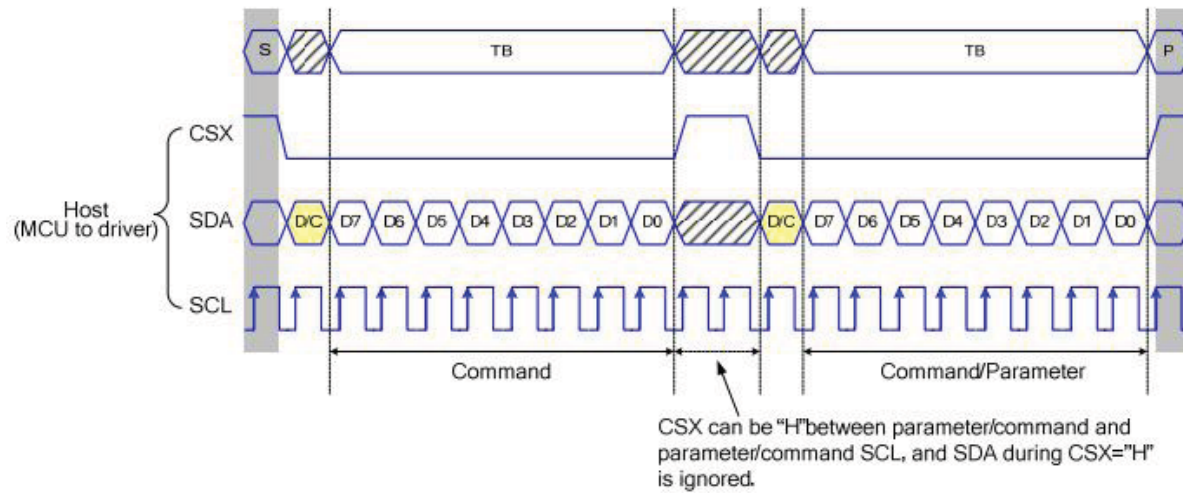 S TB TB P
CSX
Host
(MCU to driver)
SDA D/C D7 D6 D5 D4 D3 D2 D1 D0 D/C D7 D6 D5 D4 D3 D2 D1 D0
SCL
Command Command/Parameter
CSX can be “H”between parameter/command and
parameter/command SCL, and SDA during CSX=”H”
is ignored.